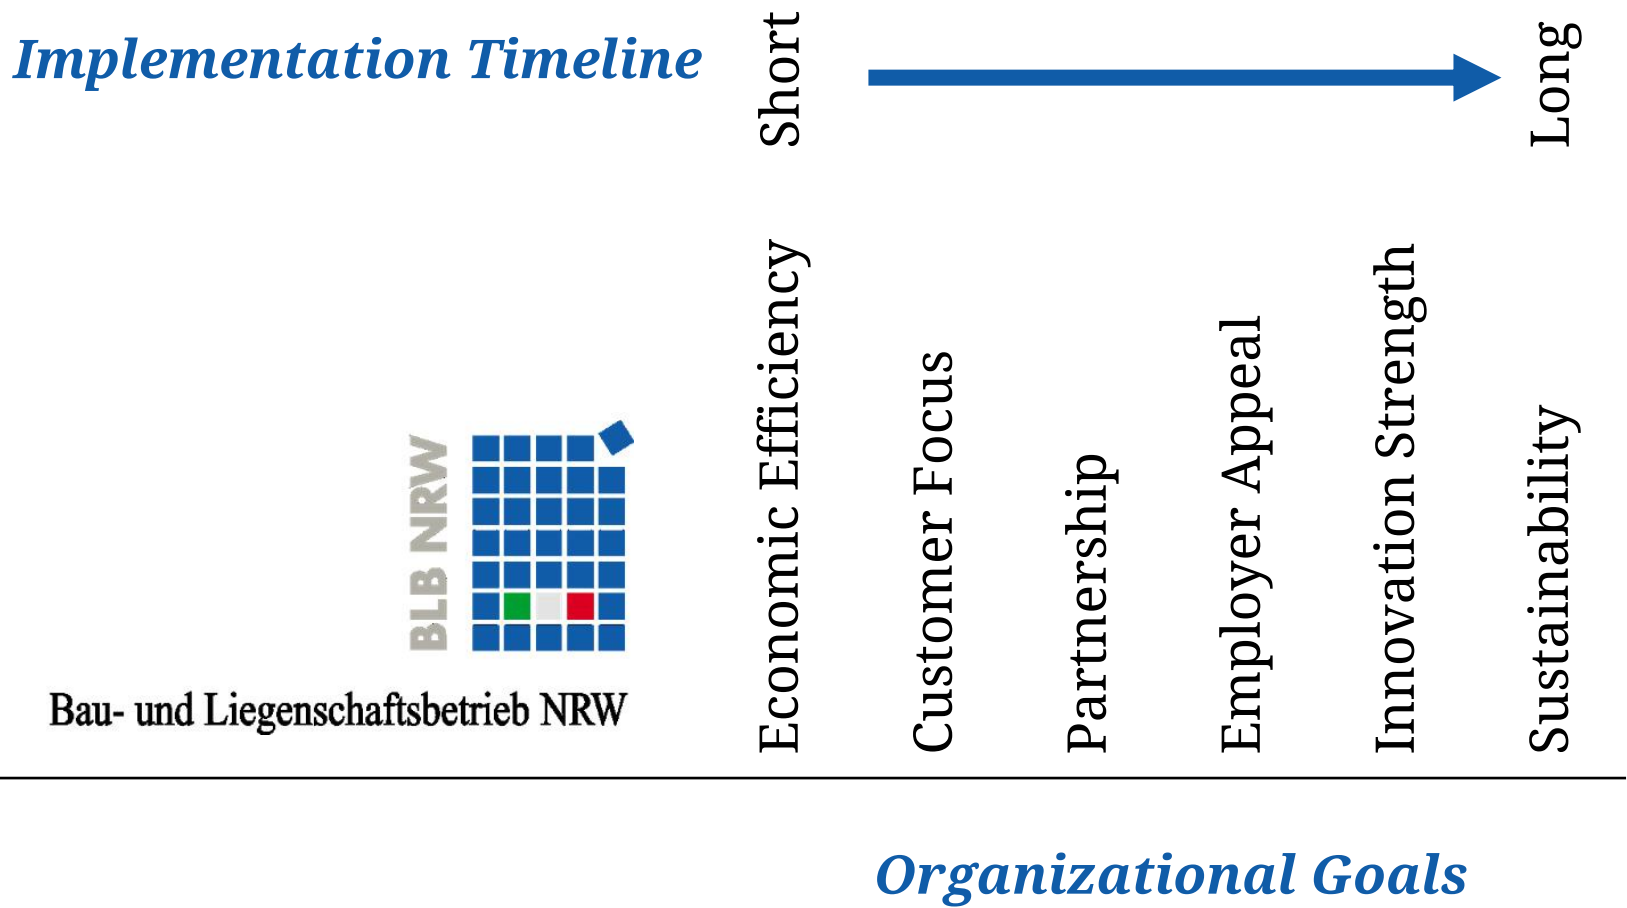 Implementation Timeline
Short
Long
Economic Efficiency
Customer Focus
Partnership
Employer Appeal
Innovation Strength
Sustainability
BLB NRW
Bau- und Liegenschaftsbetrieb NRW
Organizational Goals